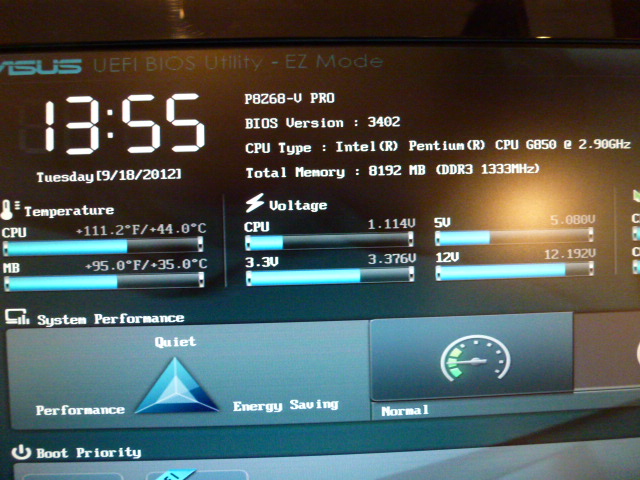 ASUS UEFI BIOS Utility - EZ Mode
13:55
Tuesday[9/18/2012]
P8Z68-V PRO
BIOS Version : 3402
CPU Type : Intel(R) Pentium(R) CPU G850 @ 2.90GHz
Total Memory : 8192 MB (DDR3 1333MHz)
Temperature
CPU +111.2°F/+44.0°C
MB +95.0°F/+35.0°C
Voltage
CPU 1.114V 5V 5.080V
3.3V 3.376V 12V 12.192V
System Performance
Quiet
Performance Energy Saving
Normal
Boot Priority